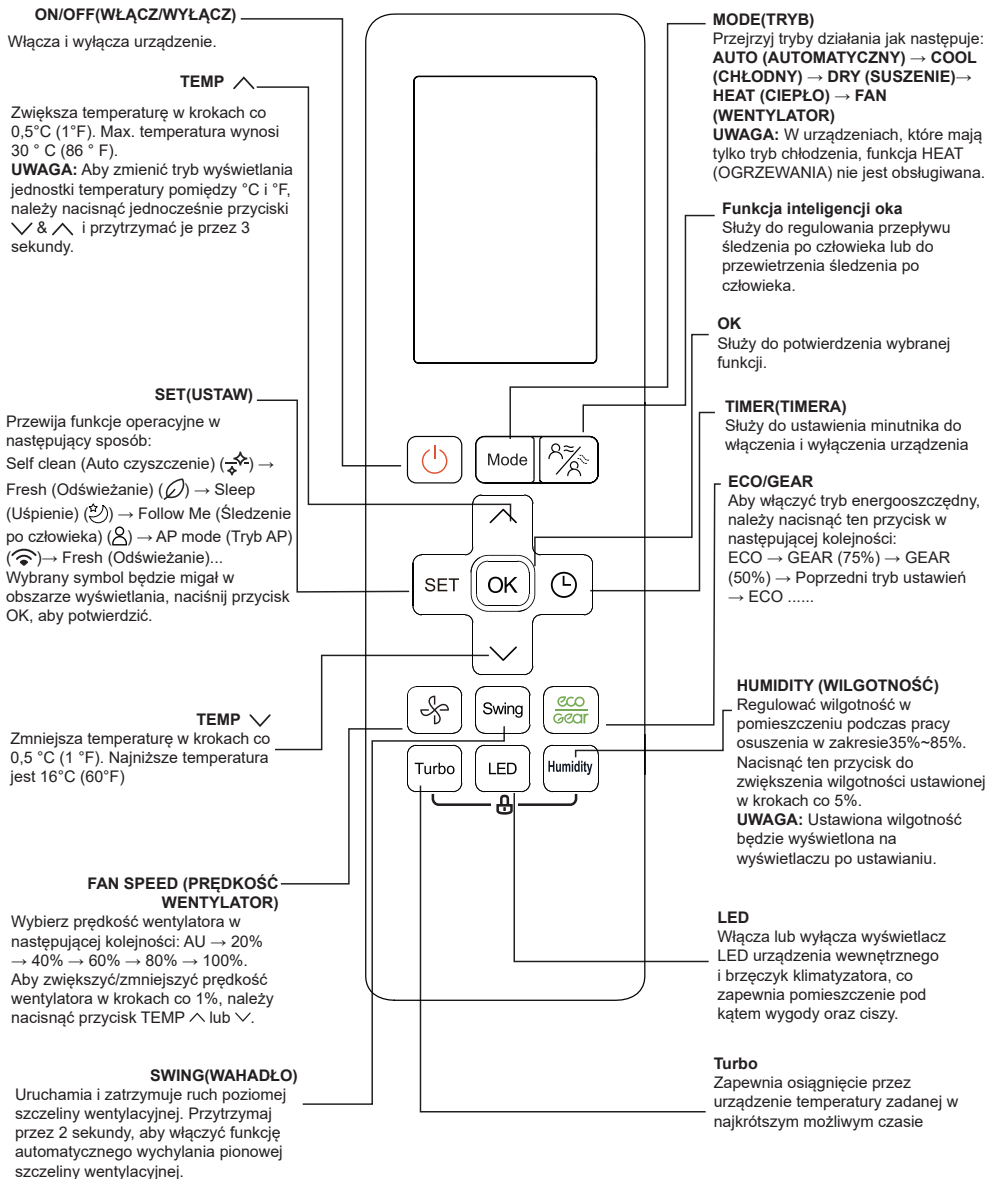 ON/OFF(WŁĄCZ/WYŁĄCZ)
Włącza i wyłącza urządzenie.
TEMP
Zwiększa temperaturę w krokach co
0,5°C (1°F). Max. temperatura wynosi
30 ° C (86 ° F).
UWAGA: Aby zmienić tryb wyświetlania
jednostki temperatury pomiędzy °C i °F,
należy nacisnąć jednocześnie przyciski
& i przytrzymać je przez 3
sekundy.
SET(USTAW)
Przewija funkcje operacyjne w
następujący sposób:
Self clean (Auto czyszczenie) ( ) →
Fresh (Odświeżanie) ( ) → Sleep
(Uśpienie) ( ) → Follow Me (Śledzenie
po człowieka) ( ) → AP mode (Tryb AP)
( ) → Fresh (Odświeżanie)...
Wybrany symbol będzie migał w
obszarze wyświetlania, naciśnij przycisk
OK, aby potwierdzić.
TEMP
Zmniejsza temperaturę w krokach co
0,5 °C (1 °F). Najniższe temperatura
jest 16°C (60°F)
FAN SPEED (PRĘDKOŚĆ
WENTYLATOR)
Wybierz prędkość wentylatora w
następującej kolejności: AU → 20%
→ 40% → 60% → 80% → 100%.
Aby zwiększyć/zmniejszyć prędkość
wentylatora w krokach co 1%, należy
nacisnąć przycisk TEMP lub .
SWING(WAHADŁO)
Uruchamia i zatrzymuje ruch poziomej
szczeliny wentylacyjnej. Przytrzymaj
przez 2 sekundy, aby włączyć funkcję
automatycznego wychylania pionowej
szczeliny wentylacyjnej.
Mode
SET
OK
Swing
eco
gear
Turbo
LED
Humidity
MODE(TRYB)
Przejrzyj tryby działania jak następuje:
AUTO (AUTOMATYCZNY) → COOL
(CHŁODNY) → DRY (SUSZENIE)→
HEAT (CIEPŁO) → FAN
(WENTYLATOR)
UWAGA: W urządzeniach, które mają
tylko tryb chłodzenia, funkcja HEAT
(OGRZEWANIA) nie jest obsługiwana.
Funkcja inteligencji oka
Służy do regulowania przepływu
śledzenia po człowieka lub do
przewietrzenia śledzenia po
człowieka.
OK
Służy do potwierdzenia wybranej
funkcji.
TIMER(TIMERA)
Służy do ustawienia minutnika do
włączenia i wyłączenia urządzenia
ECO/GEAR
Aby włączyć tryb energooszczędny,
należy nacisnąć ten przycisk w
następującej kolejności:
ECO → GEAR (75%) → GEAR
(50%) → Poprzedni tryb ustawień
→ ECO ......
HUMIDITY (WILGOTNOŚĆ)
Regulować wilgotność w
pomieszczeniu podczas pracy
osuszenia w zakresie35%~85%.
Nacisnąć ten przycisk do
zwiększenia wilgotności ustawionej
w krokach co 5%.
UWAGA: Ustawiona wilgotność
będzie wyświetlona na
wyświetlaczu po ustawianiu.
LED
Włącza lub wyłącza wyświetlacz
LED urządzenia wewnętrznego
i brzęczyk klimatyzatora, co
zapewnia pomieszczenie pod
kątem wygody oraz ciszy.
Turbo
Zapewnia osiągnięcie przez
urządzenie temperatury zadanej w
najkrótszym możliwym czasie